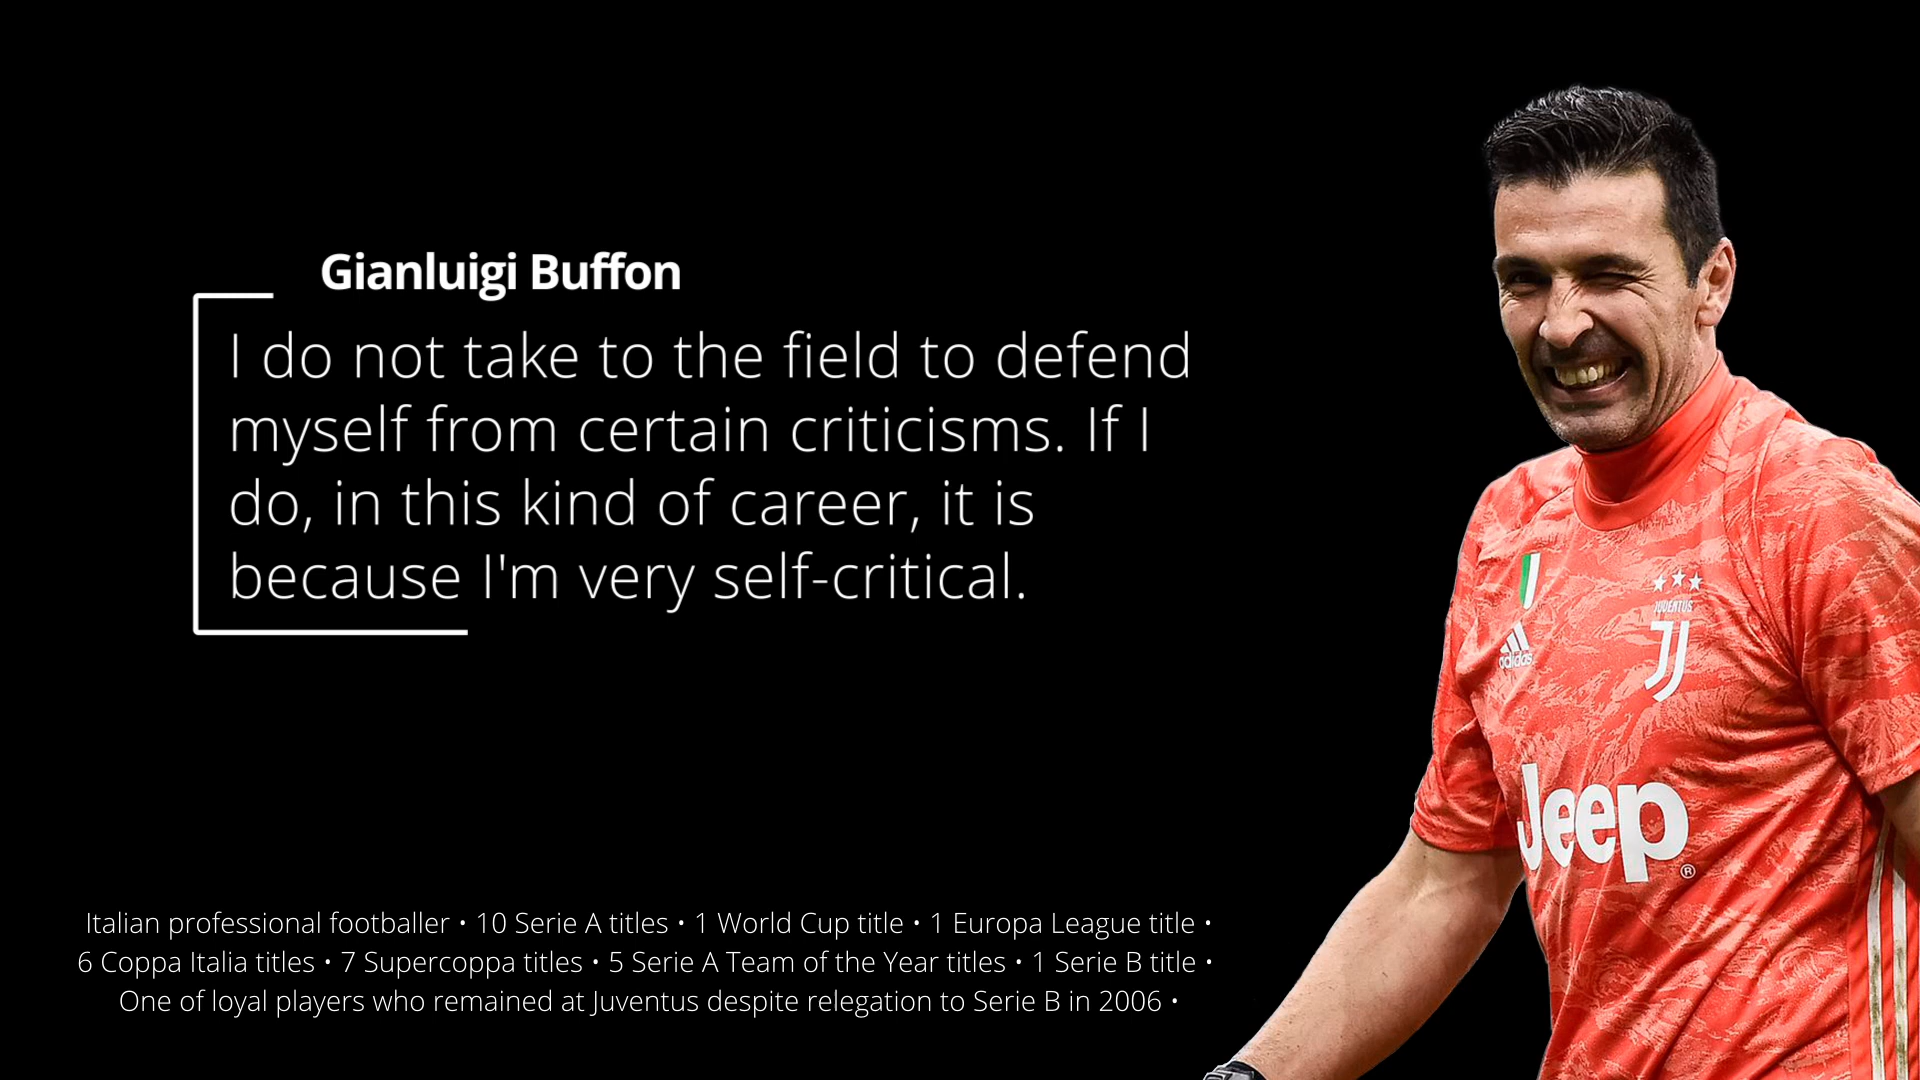 Gianluigi Buffon
I do not take to the field to defend
myself from certain criticisms. If I
do, in this kind of career, it is
because I'm very self-critical.
JUVENTUS
adidas
Jeep
®
Italian professional footballer • 10 Serie A titles • 1 World Cup title • 1 Europa League title •
6 Coppa Italia titles • 7 Supercoppa titles • 5 Serie A Team of the Year titles • 1 Serie B title •
One of loyal players who remained at Juventus despite relegation to Serie B in 2006 •